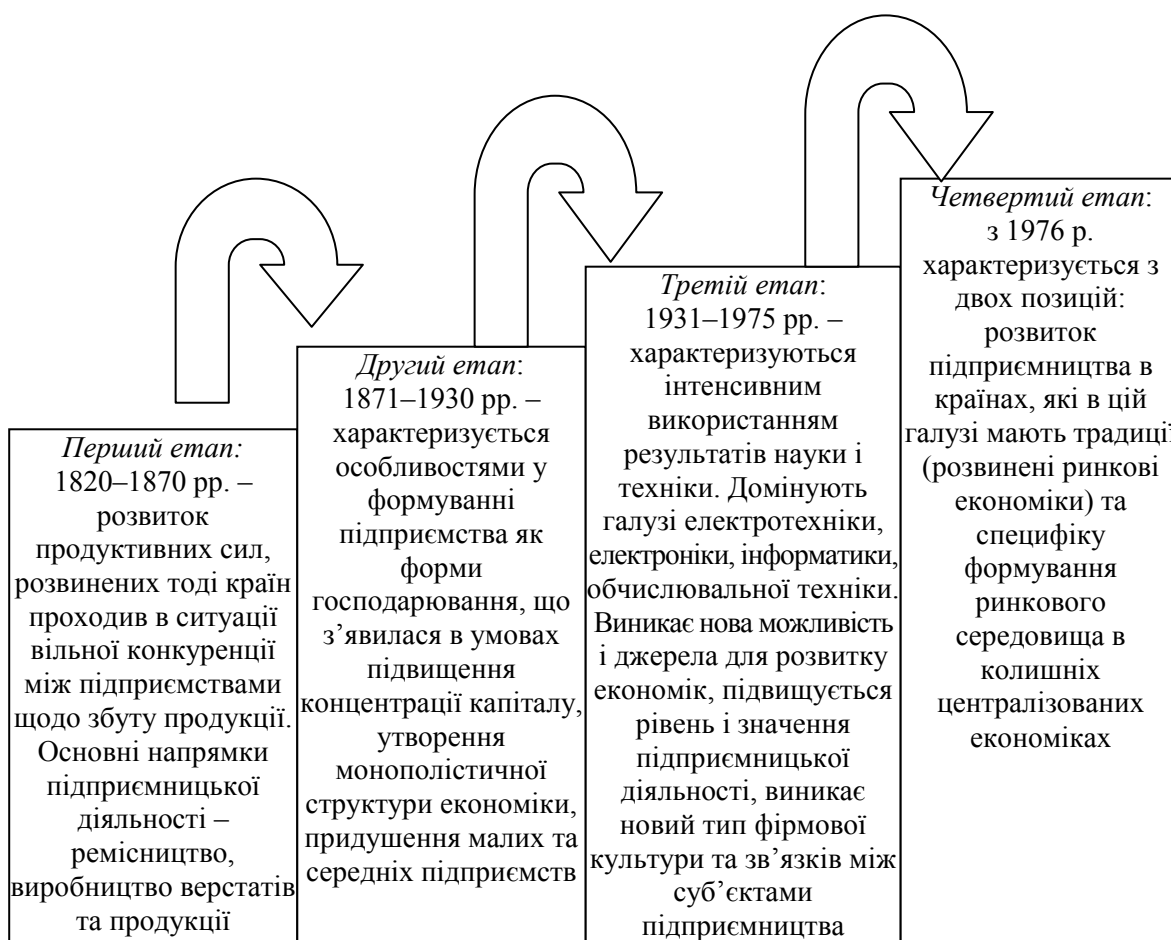 Перший етап:
1820–1870 рр. –
розвиток
продуктивних сил,
розвинених тоді країн
проходив в ситуації
вільної конкуренції
між підприємствами
щодо збуту продукції.
Основні напрямки
підприємницької
діяльності –
ремісництво,
виробництво верстатів
та продукції
Другий етап:
1871–1930 рр. –
характеризується
особливостями у
формуванні
підприємства як
форми
господарювання, що
з’явилася в умовах
підвищення
концентрації капіталу,
утворення
монополістичної
структури економіки,
придушення малих та
середніх підприємств
Третій етап:
1931–1975 рр. –
характеризуються
інтенсивним
використанням
результатів науки і
техніки. Домінують
галузі електротехніки,
електроніки, інформатики,
обчислювальної техніки.
Виникає нова можливість
і джерела для розвитку
економік, підвищується
рівень і значення
підприємницької
діяльності, виникає
новий тип фірмової
культури та зв’язків між
суб’єктами
підприємництва
Четвертий етап:
з 1976 р.
характеризується з
двох позицій:
розвиток
підприємництва в
країнах, які в цій
галузі мають традиції
(розвинені ринкові
економіки) та
специфіку
формування
ринкового
середовища в
колишніх
централізованих
економіках